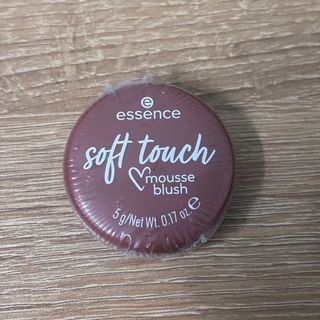 essence
soft touch
mousse
blush
5 g/Net Wt. 0.17 oz. ℮